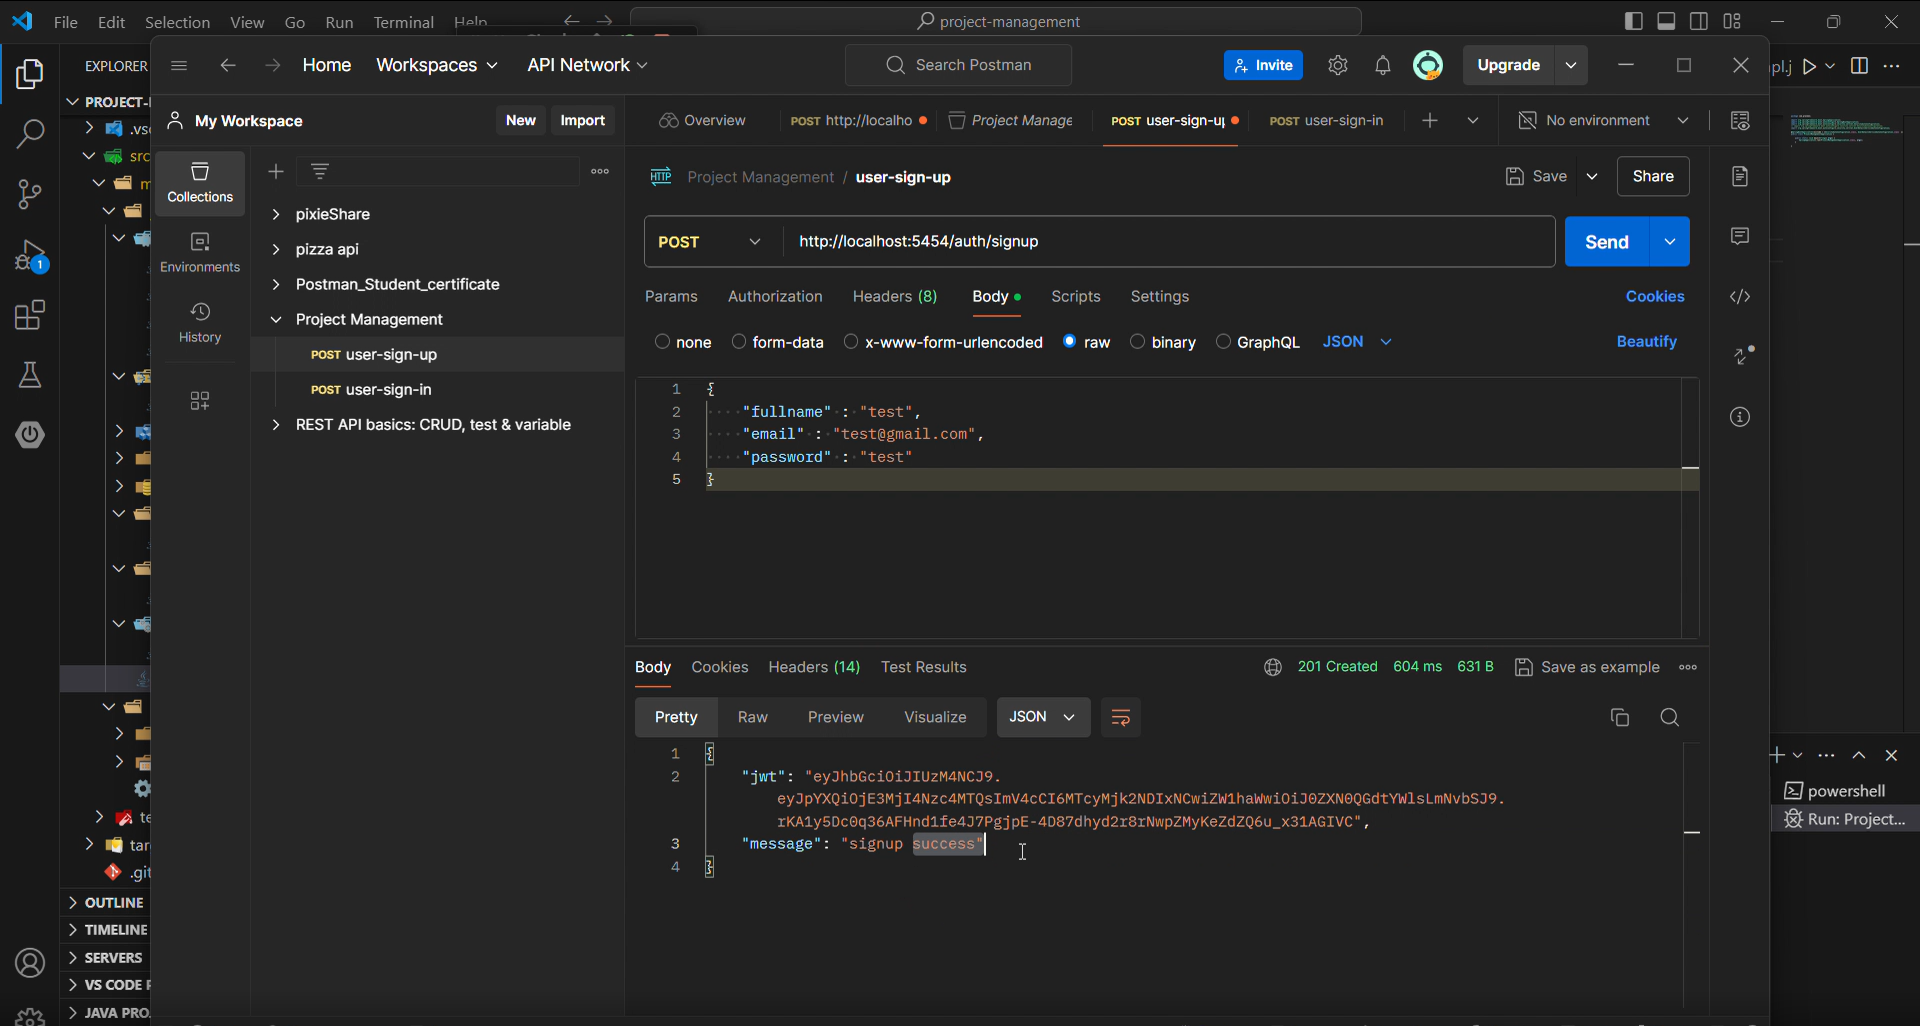 File Edit Selection View Go Run Terminal Help
project-management
EXPLORER
PROJECT-
src
OUTLINE
TIMELINE
SERVERS
VS CODE
JAVA PRO
1
Home Workspaces API Network
Search Postman
Invite
Upgrade
My Workspace
New Import
Overview
POST http://localho
Project Manage
POST user-sign-u
POST user-sign-in
No environment
Collections
Environments
History
pixieShare
pizza api
Postman_Student_certificate
Project Management
POST user-sign-up
POST user-sign-in
REST API basics: CRUD, test & variable
HTTP Project Management / user-sign-up
Save Share
POST http://localhost:5454/auth/signup
Send
Params Authorization Headers (8) Body Scripts Settings
Cookies
none form-data x-www-form-urlencoded raw binary GraphQL JSON
Beautify
1 {
2 "fullname" : "test",
3 "email" : "test@gmail.com",
4 "password" : "test"
5 }
Body Cookies Headers (14) Test Results
201 Created 604 ms 631 B Save as example
Pretty Raw Preview Visualize JSON
1 {
2 "jwt": "eyJhbGciOiJIUzM4NCJ9.
eyJpYXQiOjE3MjI4Nzc4MTQsImV4cCI6MTcyMjk2NDIxNCwiZW1haWwiOiJ0ZXN0QGdtYWlsLmNvbSJ9.
rKA1y5Dc0q36AFHnd1fe4J7PgjpE-4D87dhyd2r8rNwpZMyKeZdZQ6u_x31AGIVC",
3 "message": "signup success"
4 }
powershell
Run: Project...